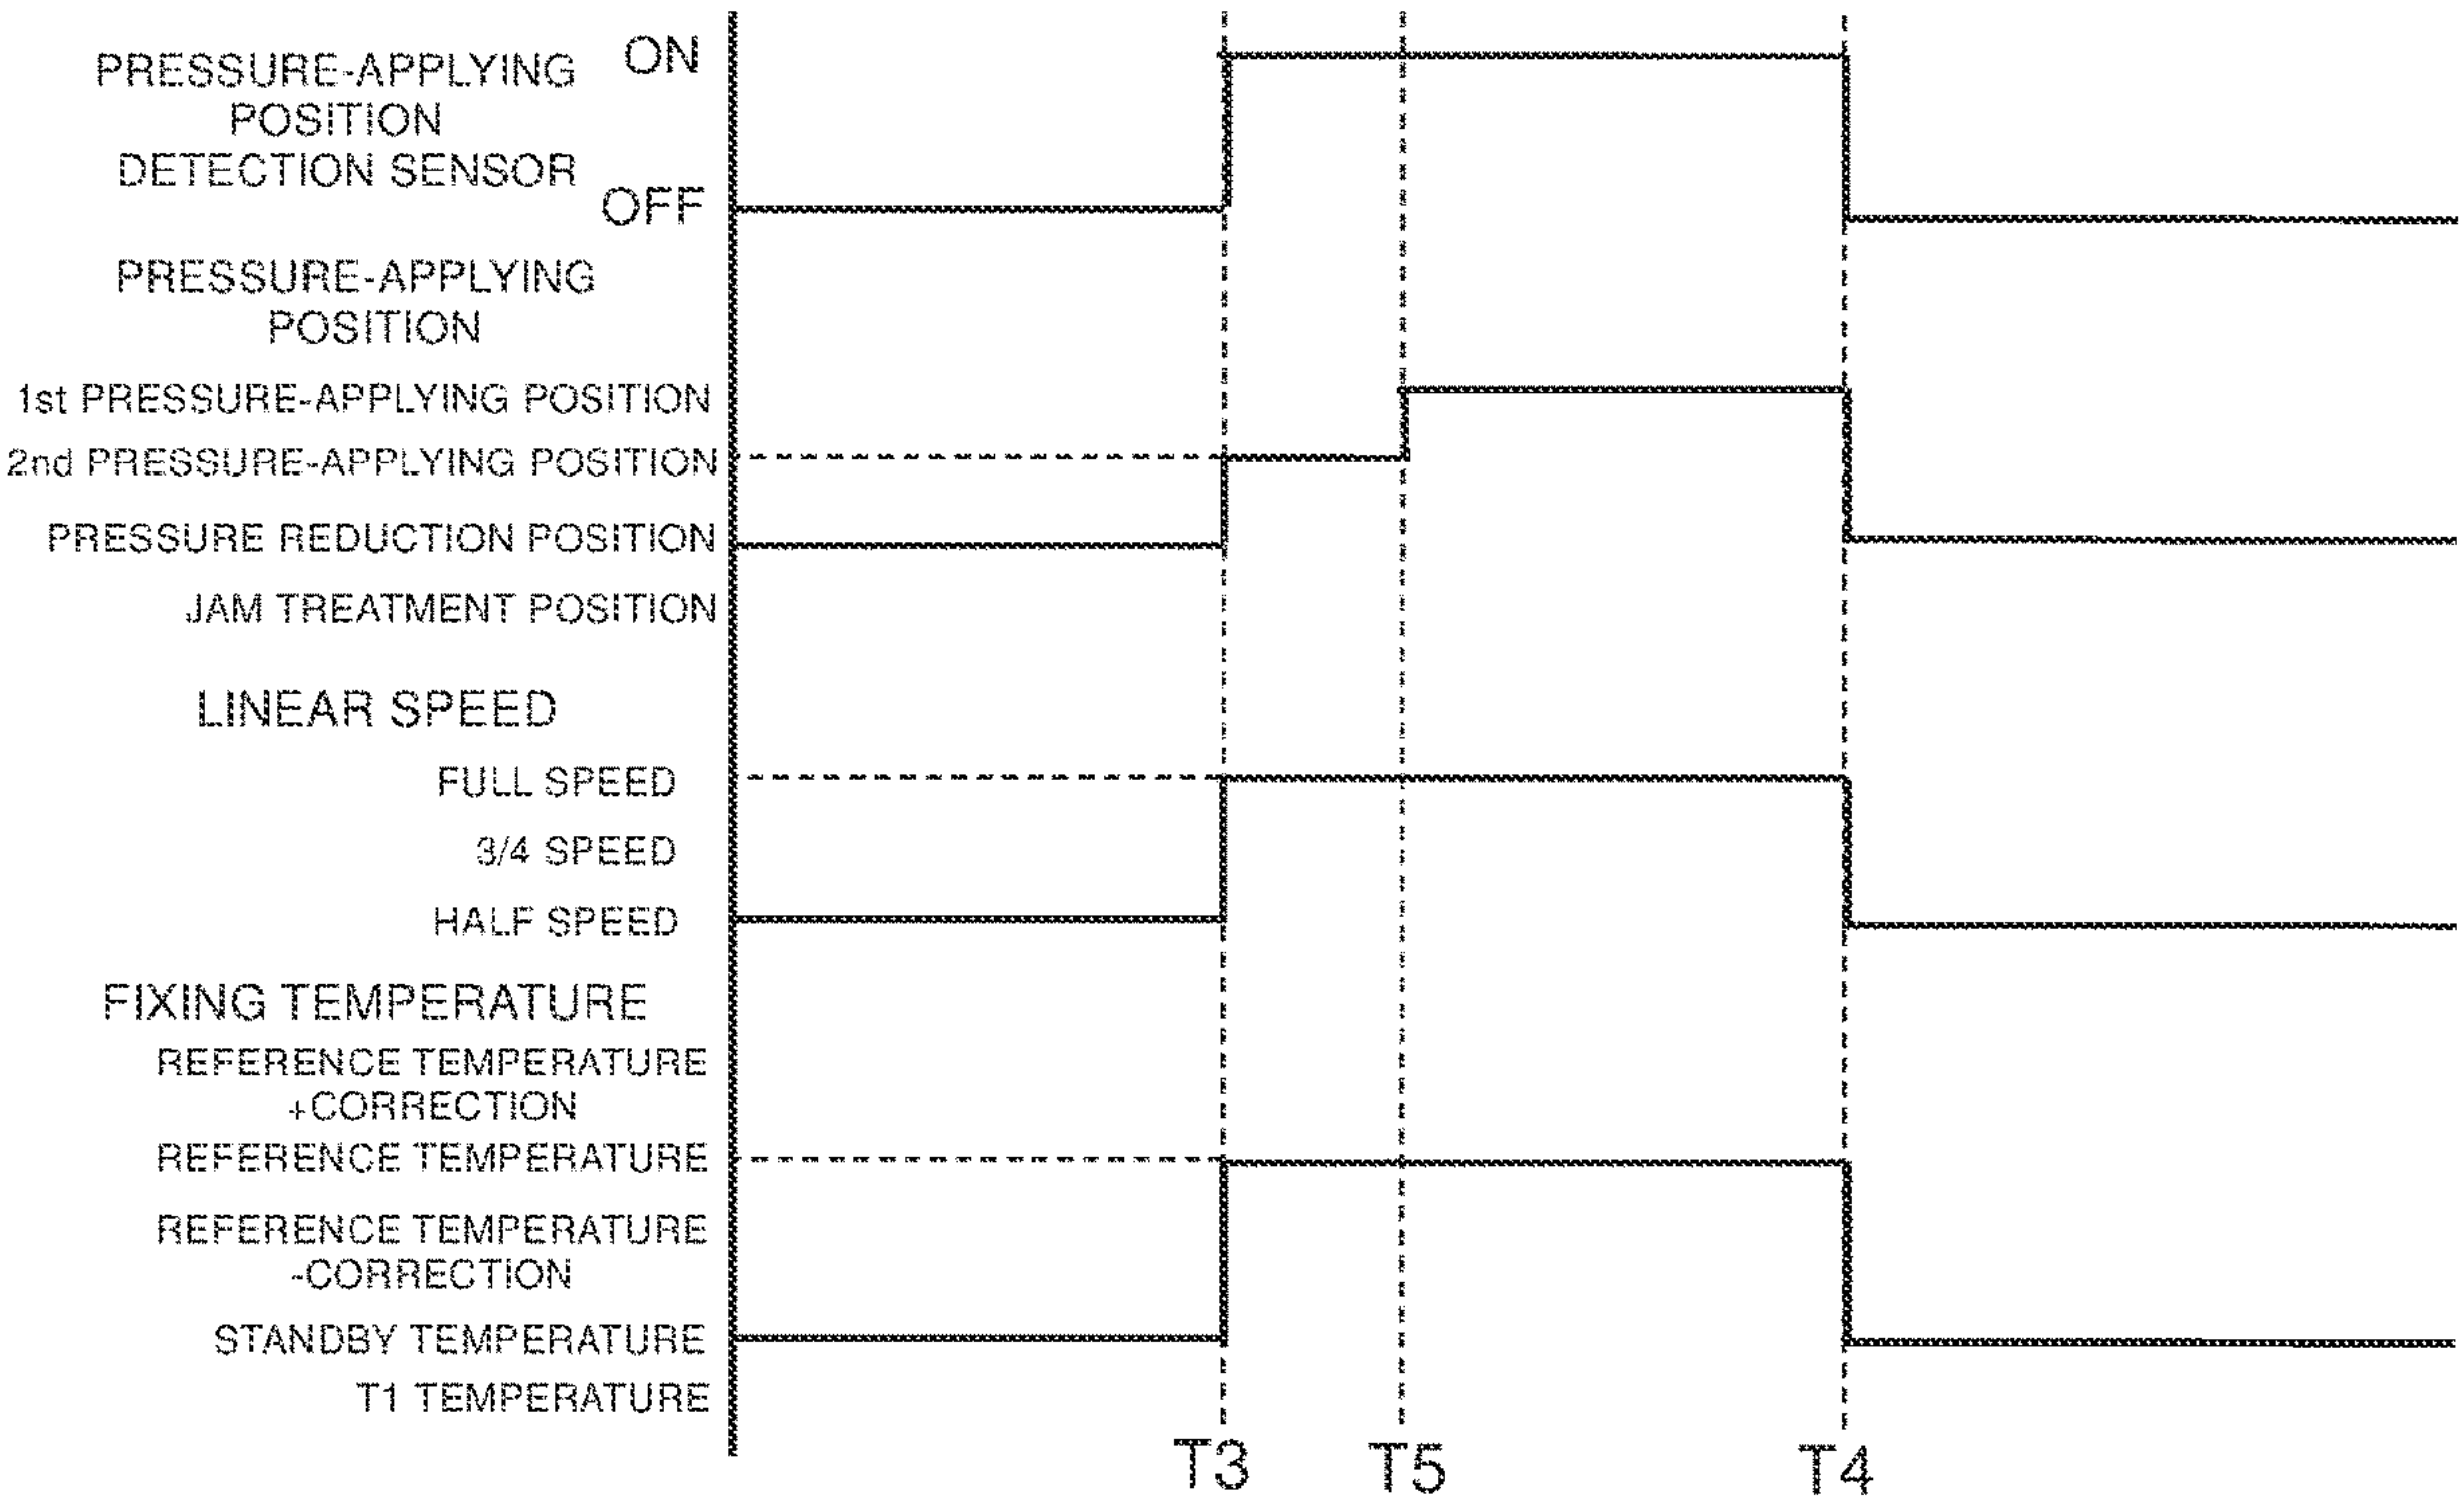 PRESSURE-APPLYING
POSITION
DETECTION SENSOR
ON
OFF
PRESSURE-APPLYING
POSITION
1st PRESSURE-APPLYING POSITION
2nd PRESSURE-APPLYING POSITION
PRESSURE REDUCTION POSITION
JAM TREATMENT POSITION
LINEAR SPEED
FULL SPEED
3/4 SPEED
HALF SPEED
FIXING TEMPERATURE
REFERENCE TEMPERATURE
+CORRECTION
REFERENCE TEMPERATURE
REFERENCE TEMPERATURE
-CORRECTION
STANDBY TEMPERATURE
T1 TEMPERATURE
T3
T5
T4